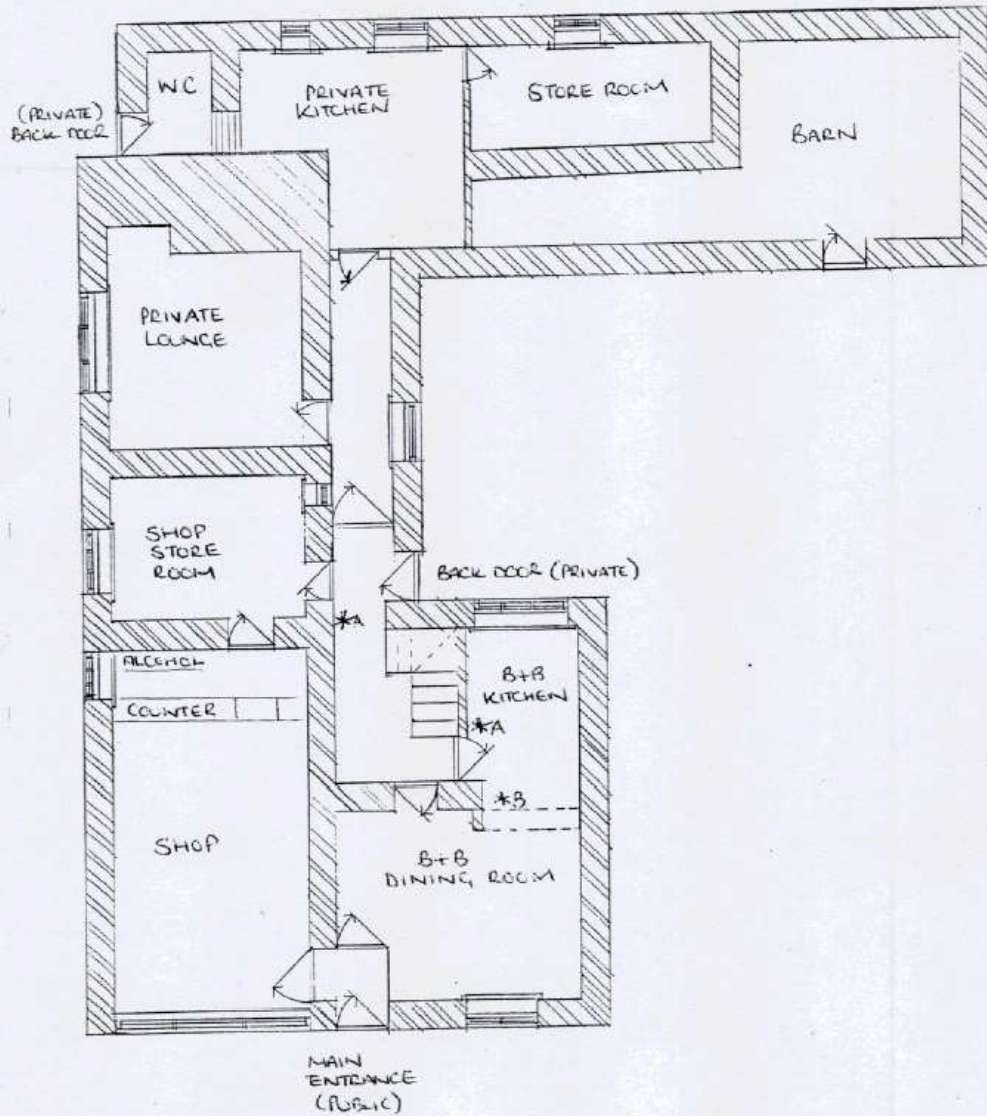 W.C
PRIVATE
KITCHEN
STORE ROOM
BARN
(PRIVATE)
BACK DOOR
PRIVATE
LOUNGE
SHOP
STORE
ROOM
BACK DOOR (PRIVATE)
*A
ALCOHOL
COUNTER
B+B
KITCHEN
*A
*B
SHOP
B+B
DINING ROOM
MAIN
ENTRANCE
(PUBLIC)